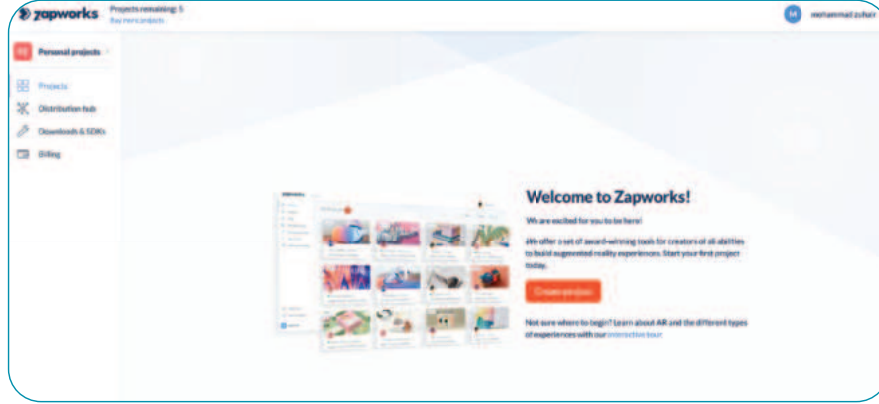 zapworks
Projects remaining: 5
Buy more projects
M
mohammad zuhair
Personal projects
Projects
Distribution hub
Downloads & SDKs
Billing
Welcome to Zapworks!
We are excited for you to be here!
We offer a set of award-winning tools for creators of all abilities
to build augmented reality experiences. Start your first project
today.
Create project
Not sure where to begin? Learn about AR and the different types
of experiences with our interactive tour